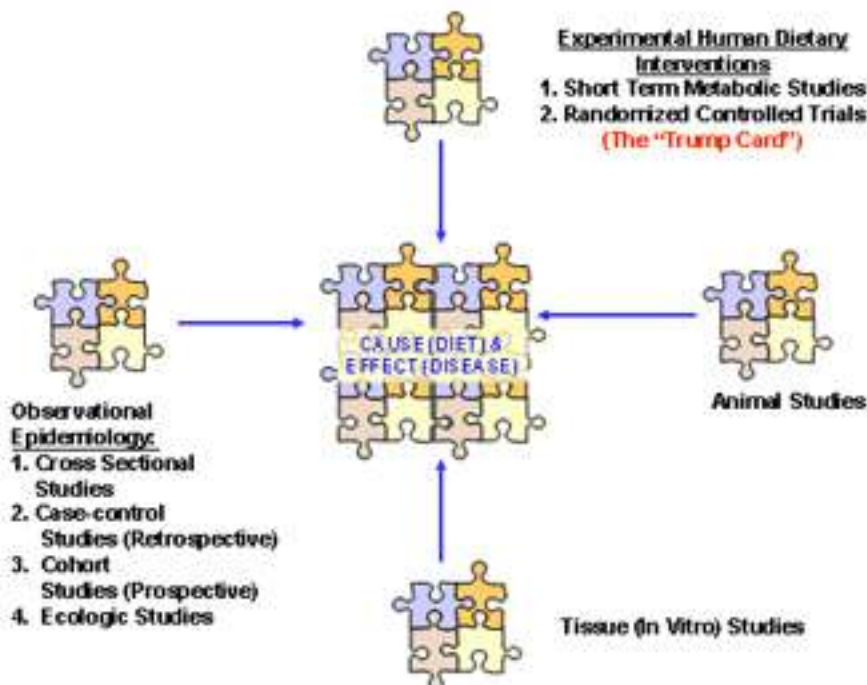 Experimental Human Dietary
Interventions
1. Short Term Metabolic Studies
2. Randomized Controlled Trials
(The “Trump Card”)
CAUSE (DIET) &
EFFECT (DISEASE)
Animal Studies
Observational
Epidemiology:
1. Cross Sectional
Studies
2. Case-control
Studies (Retrospective)
3. Cohort
Studies (Prospective)
4. Ecologic Studies
Tissue (In Vitro) Studies